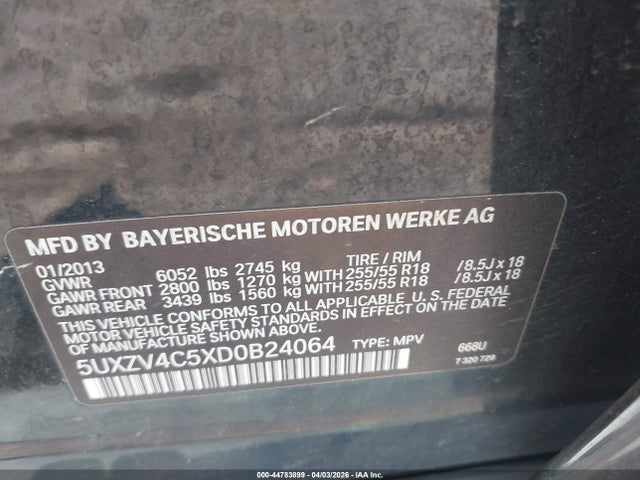 MFD BY BAYERISCHE MOTOREN WERKE AG
01/2013 TIRE / RIM
GVWR 6052 lbs 2745 kg
GAWR FRONT 2800 lbs 1270 kg WITH 255/55 R18 /8.5J x 18
GAWR REAR 3439 lbs 1560 kg WITH 255/55 R18 /8.5J x 18
THIS VEHICLE CONFORMS TO ALL APPLICABLE U.S. FEDERAL
MOTOR VEHICLE SAFETY STANDARDS IN EFFECT ON THE DATE
OF MANUFACTURE SHOWN ABOVE.
5UXZV4C5XD0B24064 TYPE: MPV 668U
7 320 729
000-44783899 - 04/03/2026 - IAA Inc.